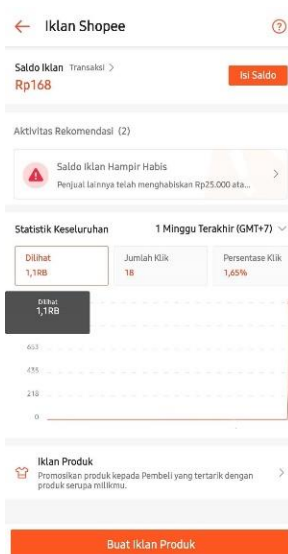 Iklan Shopee
Saldo Iklan Transaksi >
Rp168
Isi Saldo
Aktivitas Rekomendasi (2)
Saldo Iklan Hampir Habis
Penjual lainnya telah menghabiskan Rp25.000 ata...
Statistik Keseluruhan
1 Minggu Terakhir (GMT+7)
Dilihat
1,1RB
Jumlah Klik
18
Persentase Klik
1,65%
Dilihat
1,1RB
653
435
218
0
Iklan Produk
Promosikan produk kepada Pembeli yang tertarik dengan
produk serupa milikmu.
Buat Iklan Produk